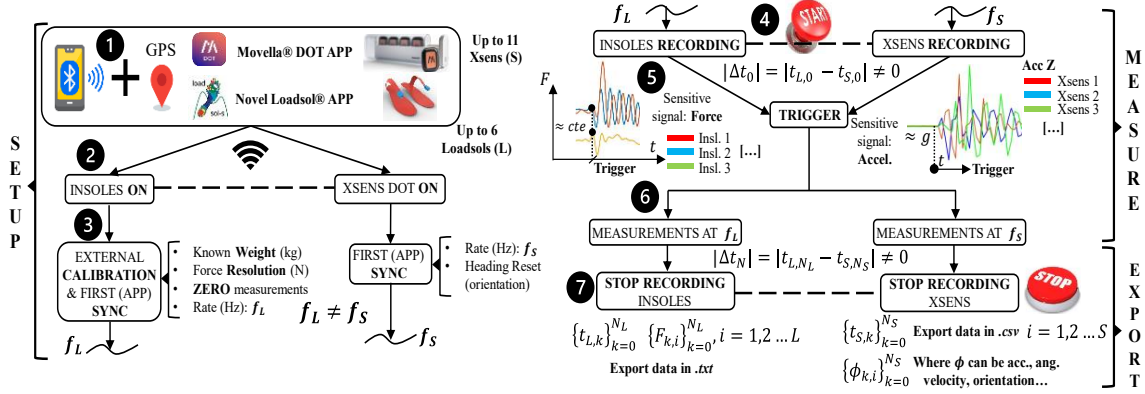 SETUP
1
GPS
M
DOT
Movella® DOT APP
Up to 11
Xsens (S)
load
sol-s
Novel Loadsol® APP
Up to 6
Loadsols (L)
2
INSOLES ON
XSENS DOT ON
3
EXTERNAL
CALIBRATION
& FIRST (APP)
SYNC
• Known Weight (kg)
• Force Resolution (N)
• ZERO measurements
• Rate (Hz): f_L
FIRST (APP)
SYNC
• Rate (Hz): f_S
• Heading Reset
(orientation)
f_L ≠ f_S
f_L
f_S
MEASURE
f_L
4
START
f_S
INSOLES RECORDING
XSENS RECORDING
|Δt_0| = |t_{L,0} − t_{S,0}| ≠ 0
5
F
≈ cte
t
Trigger
Sensitive
signal: Force
Insl. 1
Insl. 2
Insl. 3
[...]
TRIGGER
Sensitive
signal:
Accel.
≈ g
t
Trigger
Acc Z
Xsens 1
Xsens 2
Xsens 3
[...]
6
MEASUREMENTS AT f_L
MEASUREMENTS AT f_S
|Δt_N| = |t_{L,N_L} − t_{S,N_S}| ≠ 0
EXPORT
7
STOP RECORDING
INSOLES
STOP RECORDING
XSENS
STOP
{t_{L,k}}_{k=0}^{N_L} {F_{k,i}}_{k=0}^{N_L}, i = 1,2 … L
Export data in .txt
{t_{S,k}}_{k=0}^{N_S} Export data in .csv i = 1,2 … S
{ϕ_{k,i}}_{k=0}^{N_S} Where ϕ can be acc., ang.
velocity, orientation…